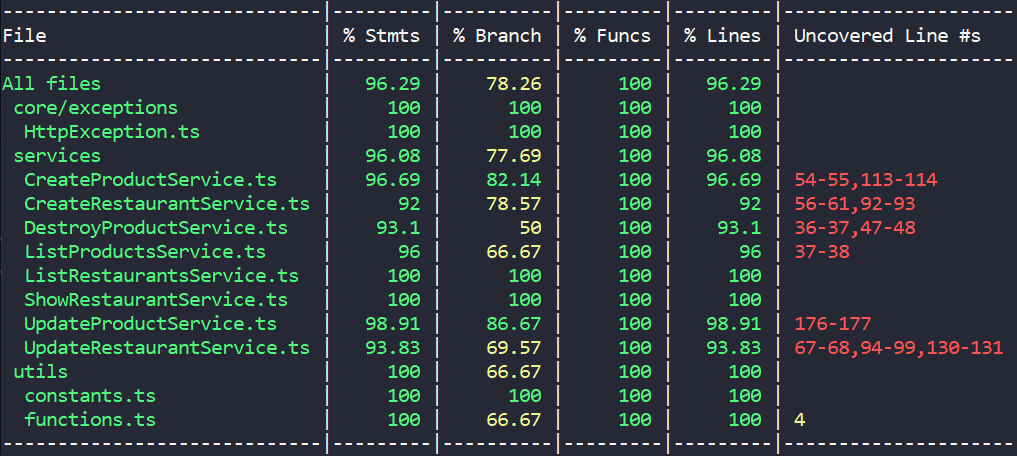 ------------------------------|---------|----------|---------|---------|---------------------
File                          | % Stmts | % Branch | % Funcs | % Lines | Uncovered Line #s
------------------------------|---------|----------|---------|---------|---------------------
All files                     |   96.29 |    78.26 |     100 |   96.29 |
 core/exceptions              |     100 |      100 |     100 |     100 |
  HttpException.ts            |     100 |      100 |     100 |     100 |
 services                     |   96.08 |    77.69 |     100 |   96.08 |
  CreateProductService.ts     |   96.69 |    82.14 |     100 |   96.69 | 54-55,113-114
  CreateRestaurantService.ts  |      92 |    78.57 |     100 |      92 | 56-61,92-93
  DestroyProductService.ts    |    93.1 |       50 |     100 |    93.1 | 36-37,47-48
  ListProductsService.ts      |      96 |    66.67 |     100 |      96 | 37-38
  ListRestaurantsService.ts   |     100 |      100 |     100 |     100 |
  ShowRestaurantService.ts    |     100 |      100 |     100 |     100 |
  UpdateProductService.ts     |   98.91 |    86.67 |     100 |   98.91 | 176-177
  UpdateRestaurantService.ts  |   93.83 |    69.57 |     100 |   93.83 | 67-68,94-99,130-131
 utils                        |     100 |    66.67 |     100 |     100 |
  constants.ts                |     100 |      100 |     100 |     100 |
  functions.ts                |     100 |    66.67 |     100 |     100 | 4
------------------------------|---------|----------|---------|---------|---------------------